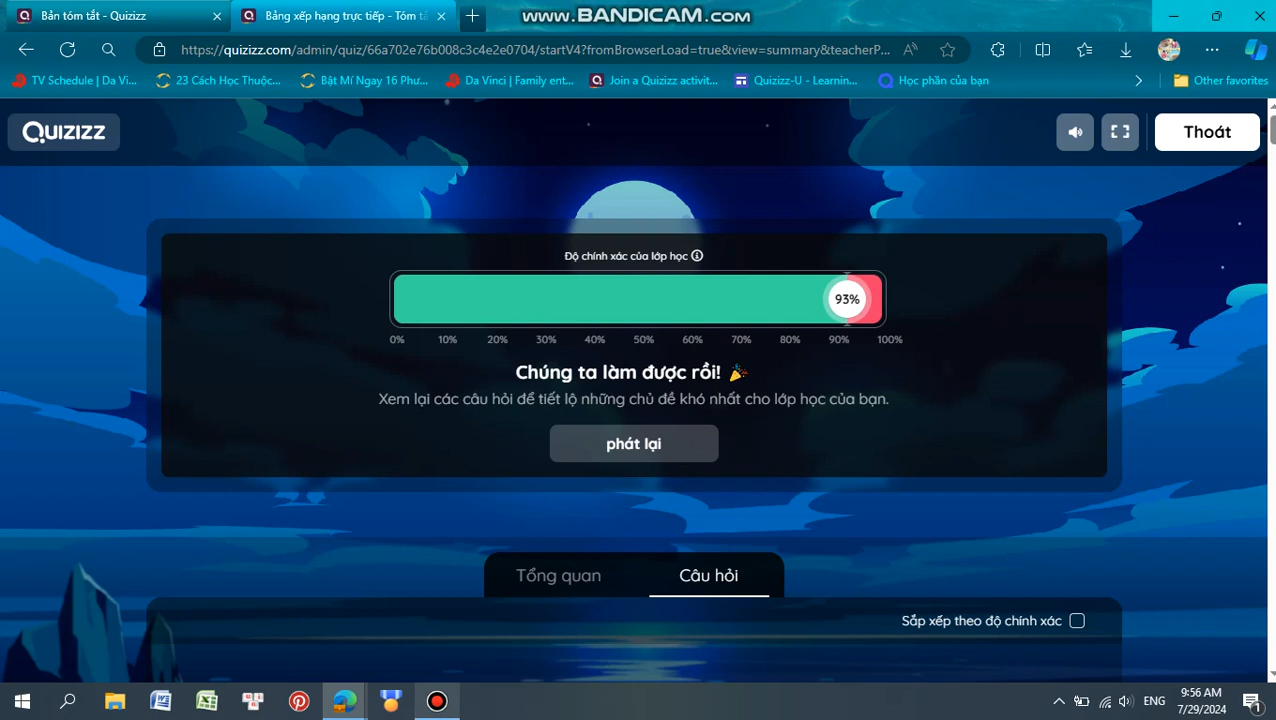 Bản tóm tắt - Quizizz
Bảng xếp hạng trực tiếp - Tóm tắ
www.BANDICAM.com
https://quizizz.com/admin/quiz/66a702e76b008c3c4e2e0704/startV4?fromBrowserLoad=true&view=summary&teacherP...
TV Schedule | Da Vi...
23 Cách Học Thuộc...
Bật Mí Ngay 16 Phư...
Da Vinci | Family ent...
Join a Quizizz activit...
Quizizz-U - Learnin...
Học phần của bạn
Other favorites
Quizizz
Thoát
Độ chính xác của lớp học
93%
0% 10% 20% 30% 40% 50% 60% 70% 80% 90% 100%
Chúng ta làm được rồi!
Xem lại các câu hỏi để tiết lộ những chủ đề khó nhất cho lớp học của bạn.
phát lại
Tổng quan
Câu hỏi
Sắp xếp theo độ chính xác
ENG
9:56 AM
7/29/2024
1